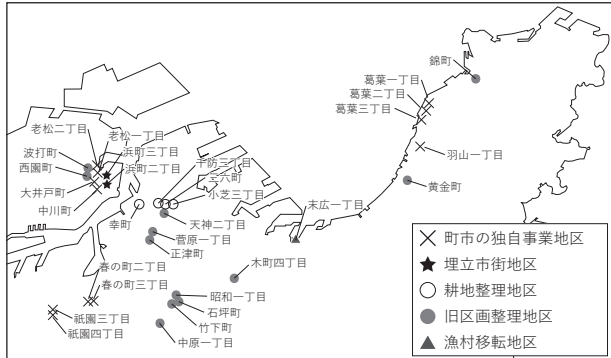 錦町
葛葉一丁目
葛葉二丁目
葛葉三丁目
老松二丁目
老松一丁目
波打町
浜町三丁目
西園町
浜町二丁目
大井戸町
中川町
千防三丁目
三六町
小芝三丁目
羽山一丁目
黄金町
幸町
天神二丁目
末広一丁目
菅原一丁目
正津町
春の町二丁目
木町四丁目
春の町三丁目
昭和一丁目
祇園三丁目
石坪町
祇園四丁目
竹下町
中原一丁目
町市の独自事業地区
埋立市街地区
耕地整理地区
旧区画整理地区
漁村移転地区